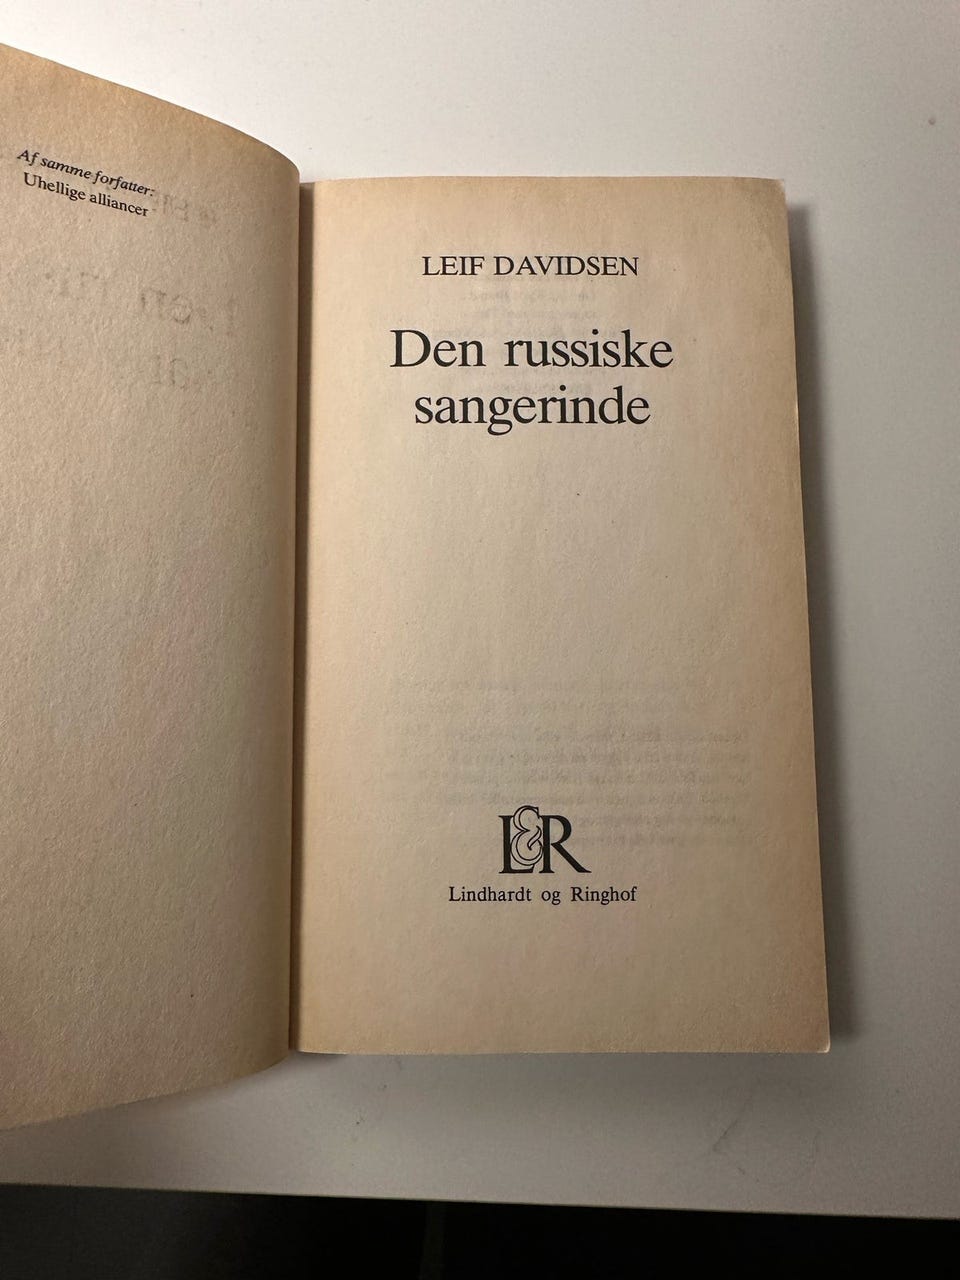 Af samme forfatter:
Uhellige alliancer
LEIF DAVIDSEN
Den russiske
sangerinde
L&R
Lindhardt og Ringhof